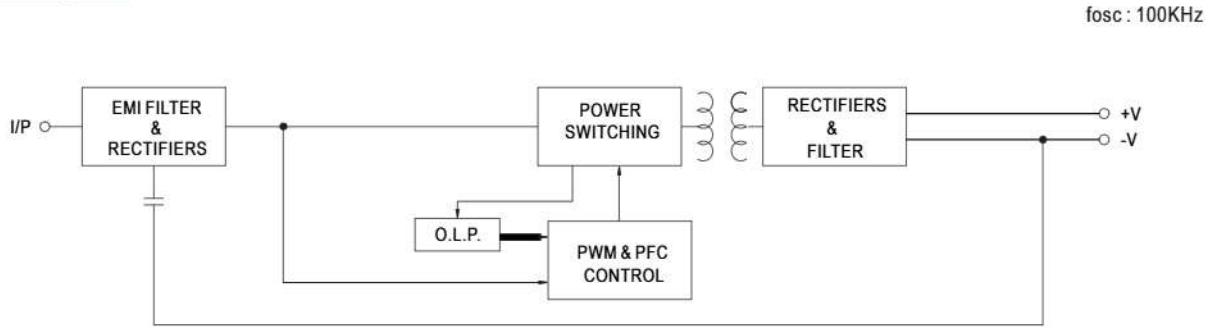 fosc : 100KHz
I/P
EMI FILTER
&
RECTIFIERS
POWER
SWITCHING
RECTIFIERS
&
FILTER
+V
-V
O.L.P.
PWM & PFC
CONTROL